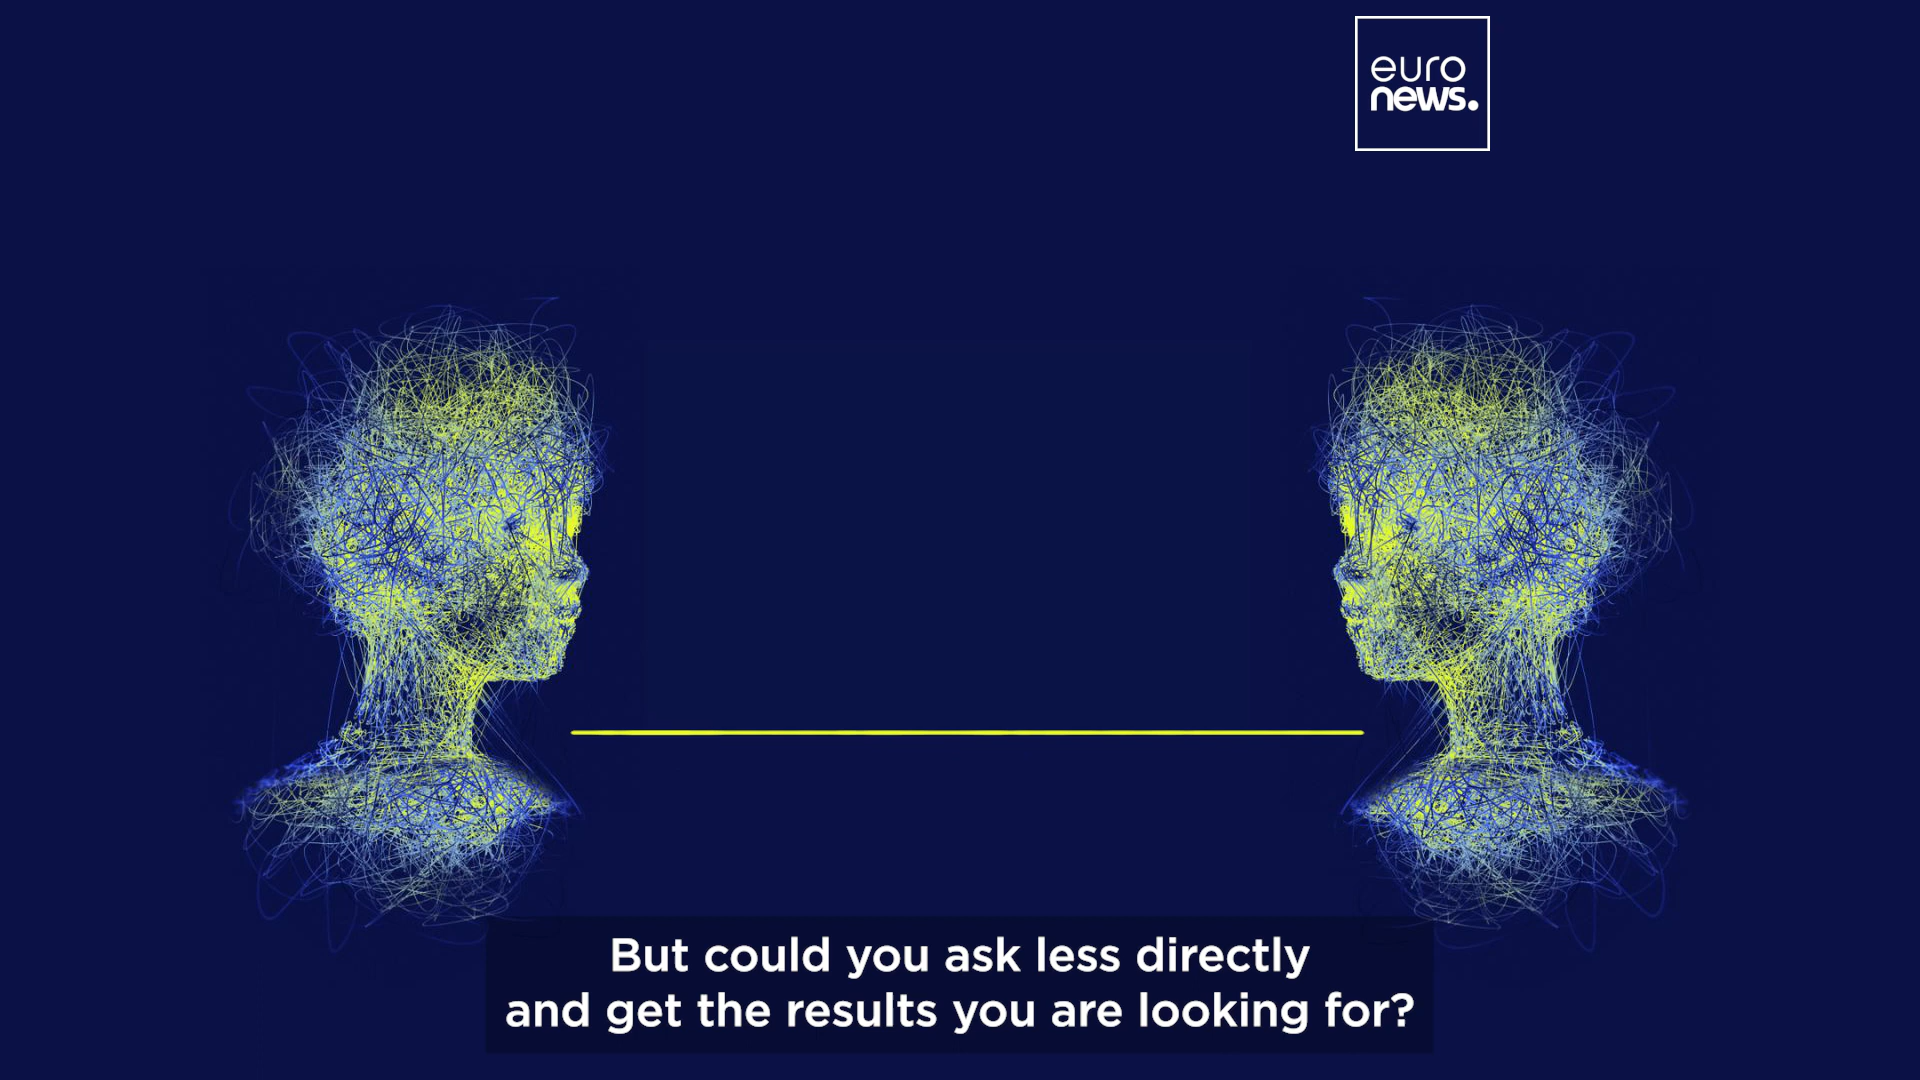 euro
news.
But could you ask less directly
and get the results you are looking for?